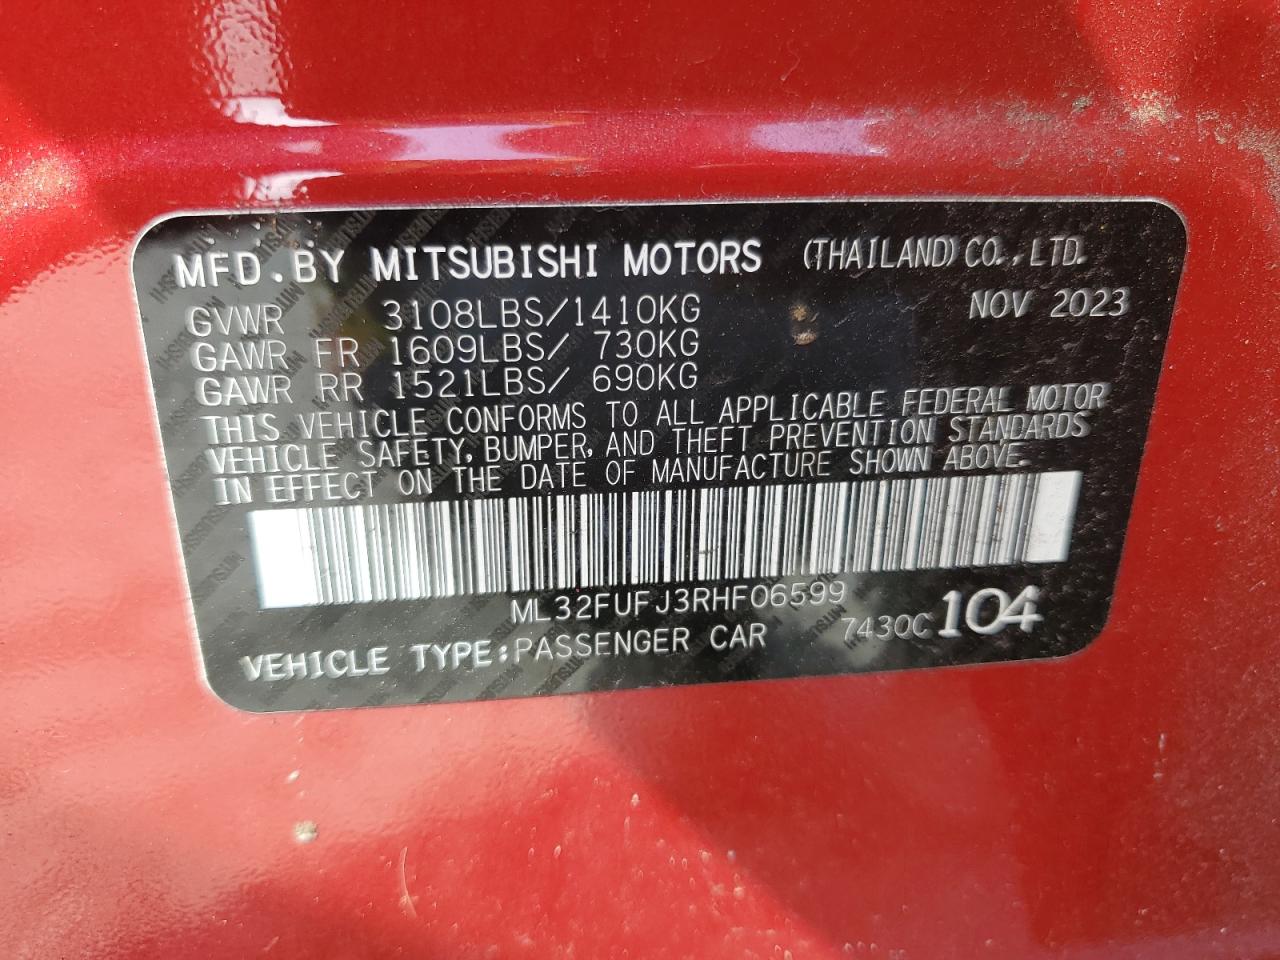 MFD.BY MITSUBISHI MOTORS (THAILAND) CO.,LTD.
GVWR 3108LBS/1410KG NOV 2023
GAWR FR 1609LBS/ 730KG
GAWR RR 1521LBS/ 690KG
THIS VEHICLE CONFORMS TO ALL APPLICABLE FEDERAL MOTOR
VEHICLE SAFETY, BUMPER, AND THEFT PREVENTION STANDARDS
IN EFFECT ON THE DATE OF MANUFACTURE SHOWN ABOVE.
ML32FUFJ3RHF06599
VEHICLE TYPE:PASSENGER CAR 7430C 104